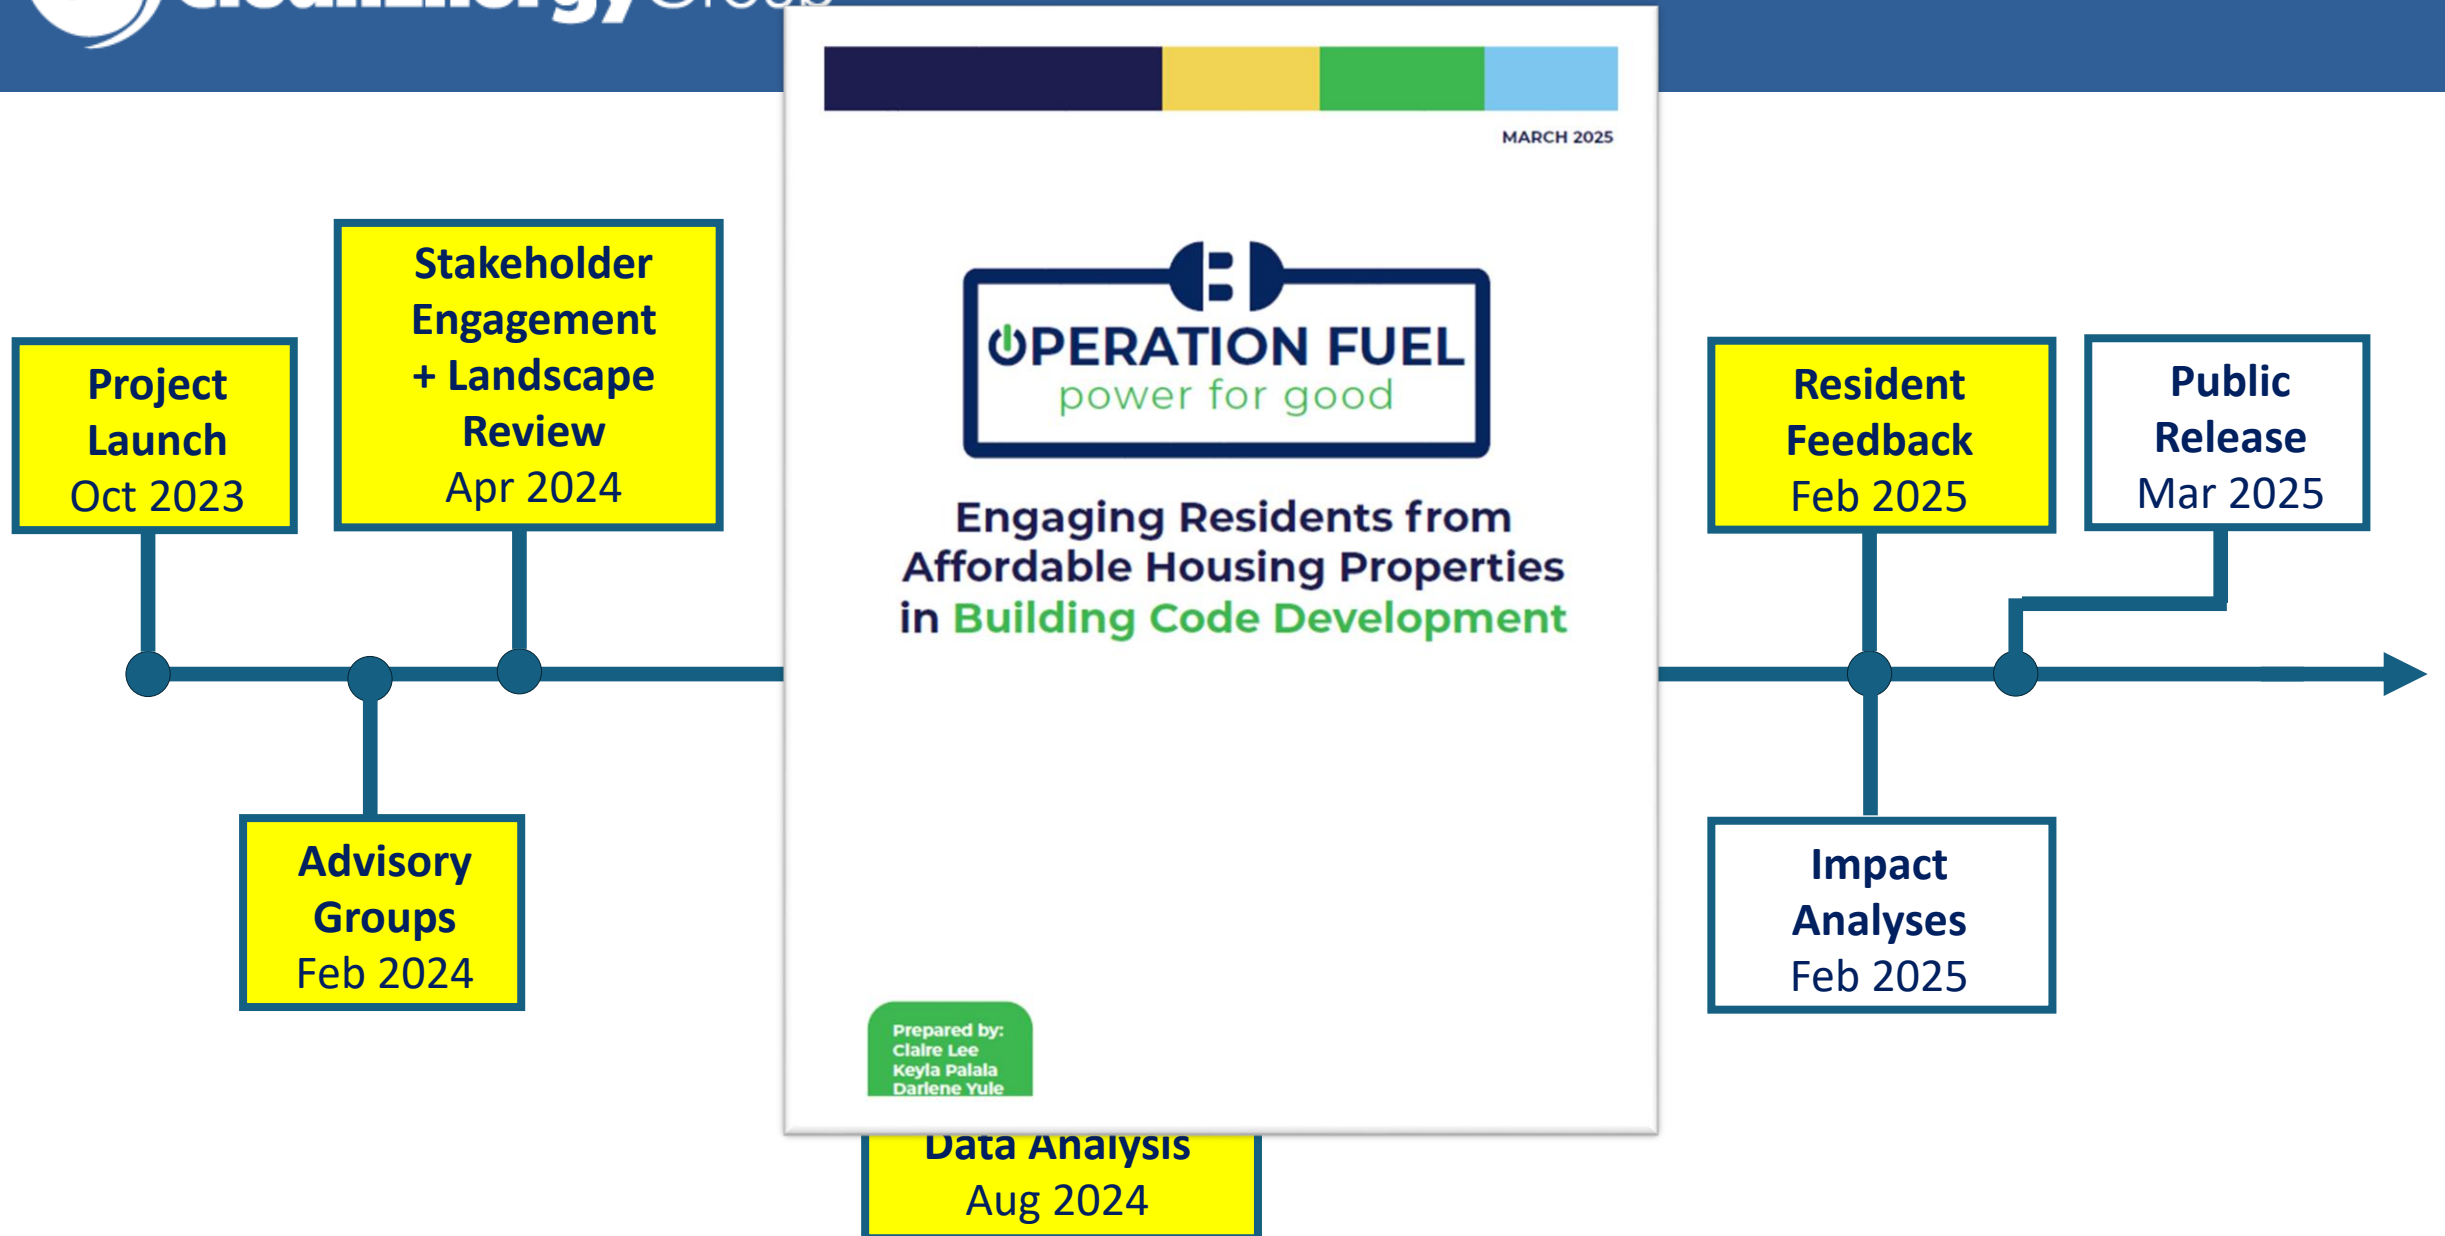 CleanEnergyGroup
Project
Launch
Oct 2023
Stakeholder
Engagement
+ Landscape
Review
Apr 2024
Advisory
Groups
Feb 2024
MARCH 2025
OPERATION FUEL
power for good
Engaging Residents from
Affordable Housing Properties
in Building Code Development
Prepared by:
Claire Lee
Keyla Palala
Darlene Yule
Data Analysis
Aug 2024
Resident
Feedback
Feb 2025
Public
Release
Mar 2025
Impact
Analyses
Feb 2025